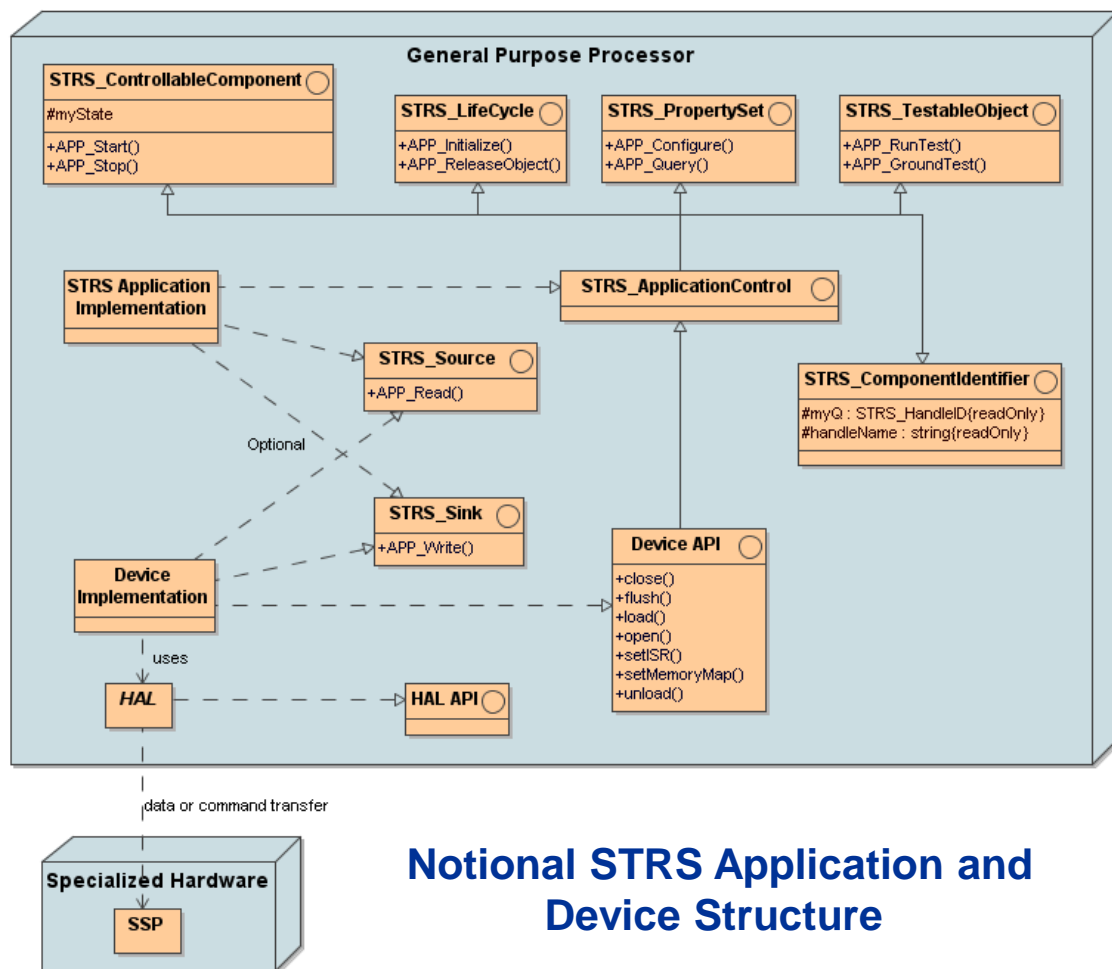 General Purpose Processor
STRS_ControllableComponent
#myState
+APP_Start()
+APP_Stop()
STRS_LifeCycle
+APP_Initialize()
+APP_ReleaseObject()
STRS_PropertySet
+APP_Configure()
+APP_Query()
STRS_TestableObject
+APP_RunTest()
+APP_GroundTest()
STRS Application
Implementation
STRS_ApplicationControl
STRS_Source
+APP_Read()
STRS_ComponentIdentifier
#myQ : STRS_HandleID{readOnly}
#handleName : string{readOnly}
Optional
STRS_Sink
+APP_Write()
Device API
+close()
+flush()
+load()
+open()
+setISR()
+setMemoryMap()
+unload()
Device
Implementation
uses
HAL
HAL API
data or command transfer
Specialized Hardware
SSP
Notional STRS Application and
Device Structure